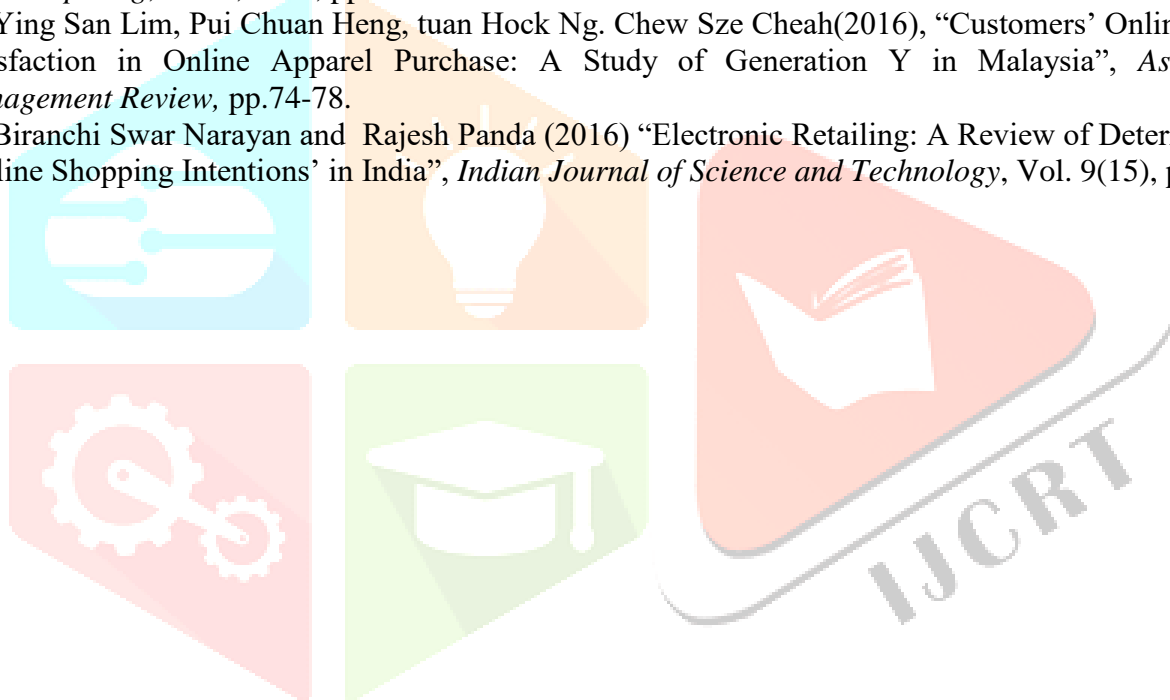 Ying San Lim, Pui Chuan Heng, tuan Hock Ng. Chew Sze Cheah(2016), “Customers’ Onlin
sfaction in Online Apparel Purchase: A Study of Generation Y in Malaysia”, As
nagement Review, pp.74-78.
Biranchi Swar Narayan and Rajesh Panda (2016) “Electronic Retailing: A Review of Deter
line Shopping Intentions’ in India”, Indian Journal of Science and Technology, Vol. 9(15), p
IJCRT